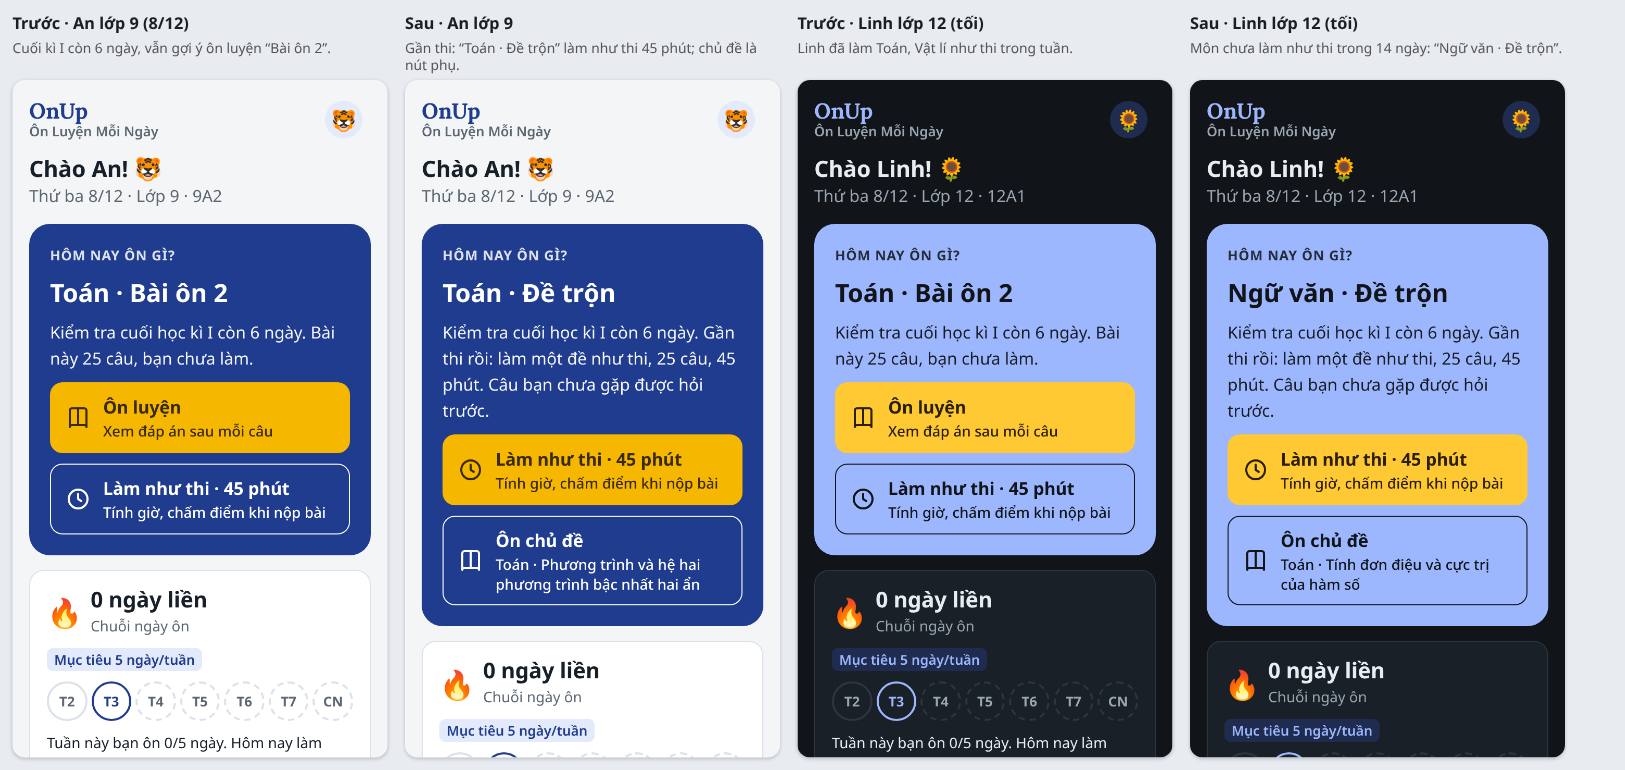 Trước · An lớp 9 (8/12)
Cuối kì I còn 6 ngày, vẫn gợi ý ôn luyện “Bài ôn 2”.
OnUp
Ôn Luyện Mỗi Ngày
Chào An! 🐯
Thứ ba 8/12 · Lớp 9 · 9A2
HÔM NAY ÔN GÌ?
Toán · Bài ôn 2
Kiểm tra cuối học kì I còn 6 ngày. Bài
này 25 câu, bạn chưa làm.
Ôn luyện
Xem đáp án sau mỗi câu
Làm như thi · 45 phút
Tính giờ, chấm điểm khi nộp bài
0 ngày liền
Chuỗi ngày ôn
Mục tiêu 5 ngày/tuần
T2 T3 T4 T5 T6 T7 CN
Tuần này bạn ôn 0/5 ngày. Hôm nay làm
Sau · An lớp 9
Gần thi: “Toán · Đề trộn” làm như thi 45 phút; chủ đề là
nút phụ.
OnUp
Ôn Luyện Mỗi Ngày
Chào An! 🐯
Thứ ba 8/12 · Lớp 9 · 9A2
HÔM NAY ÔN GÌ?
Toán · Đề trộn
Kiểm tra cuối học kì I còn 6 ngày. Gần
thi rồi: làm một đề như thi, 25 câu, 45
phút. Câu bạn chưa gặp được hỏi
trước.
Làm như thi · 45 phút
Tính giờ, chấm điểm khi nộp bài
Ôn chủ đề
Toán · Phương trình và hệ hai
phương trình bậc nhất hai ẩn
0 ngày liền
Chuỗi ngày ôn
Mục tiêu 5 ngày/tuần
Trước · Linh lớp 12 (tối)
Linh đã làm Toán, Vật lí như thi trong tuần.
OnUp
Ôn Luyện Mỗi Ngày
Chào Linh! 🌻
Thứ ba 8/12 · Lớp 12 · 12A1
HÔM NAY ÔN GÌ?
Toán · Bài ôn 2
Kiểm tra cuối học kì I còn 6 ngày. Bài
này 25 câu, bạn chưa làm.
Ôn luyện
Xem đáp án sau mỗi câu
Làm như thi · 45 phút
Tính giờ, chấm điểm khi nộp bài
0 ngày liền
Chuỗi ngày ôn
Mục tiêu 5 ngày/tuần
T2 T3 T4 T5 T6 T7 CN
Tuần này bạn ôn 0/5 ngày. Hôm nay làm
Sau · Linh lớp 12 (tối)
Môn chưa làm như thi trong 14 ngày: “Ngữ văn · Đề trộn”.
OnUp
Ôn Luyện Mỗi Ngày
Chào Linh! 🌻
Thứ ba 8/12 · Lớp 12 · 12A1
HÔM NAY ÔN GÌ?
Ngữ văn · Đề trộn
Kiểm tra cuối học kì I còn 6 ngày. Gần
thi rồi: làm một đề như thi, 25 câu, 45
phút. Câu bạn chưa gặp được hỏi
trước.
Làm như thi · 45 phút
Tính giờ, chấm điểm khi nộp bài
Ôn chủ đề
Toán · Tính đơn điệu và cực trị
của hàm số
0 ngày liền
Chuỗi ngày ôn
Mục tiêu 5 ngày/tuần